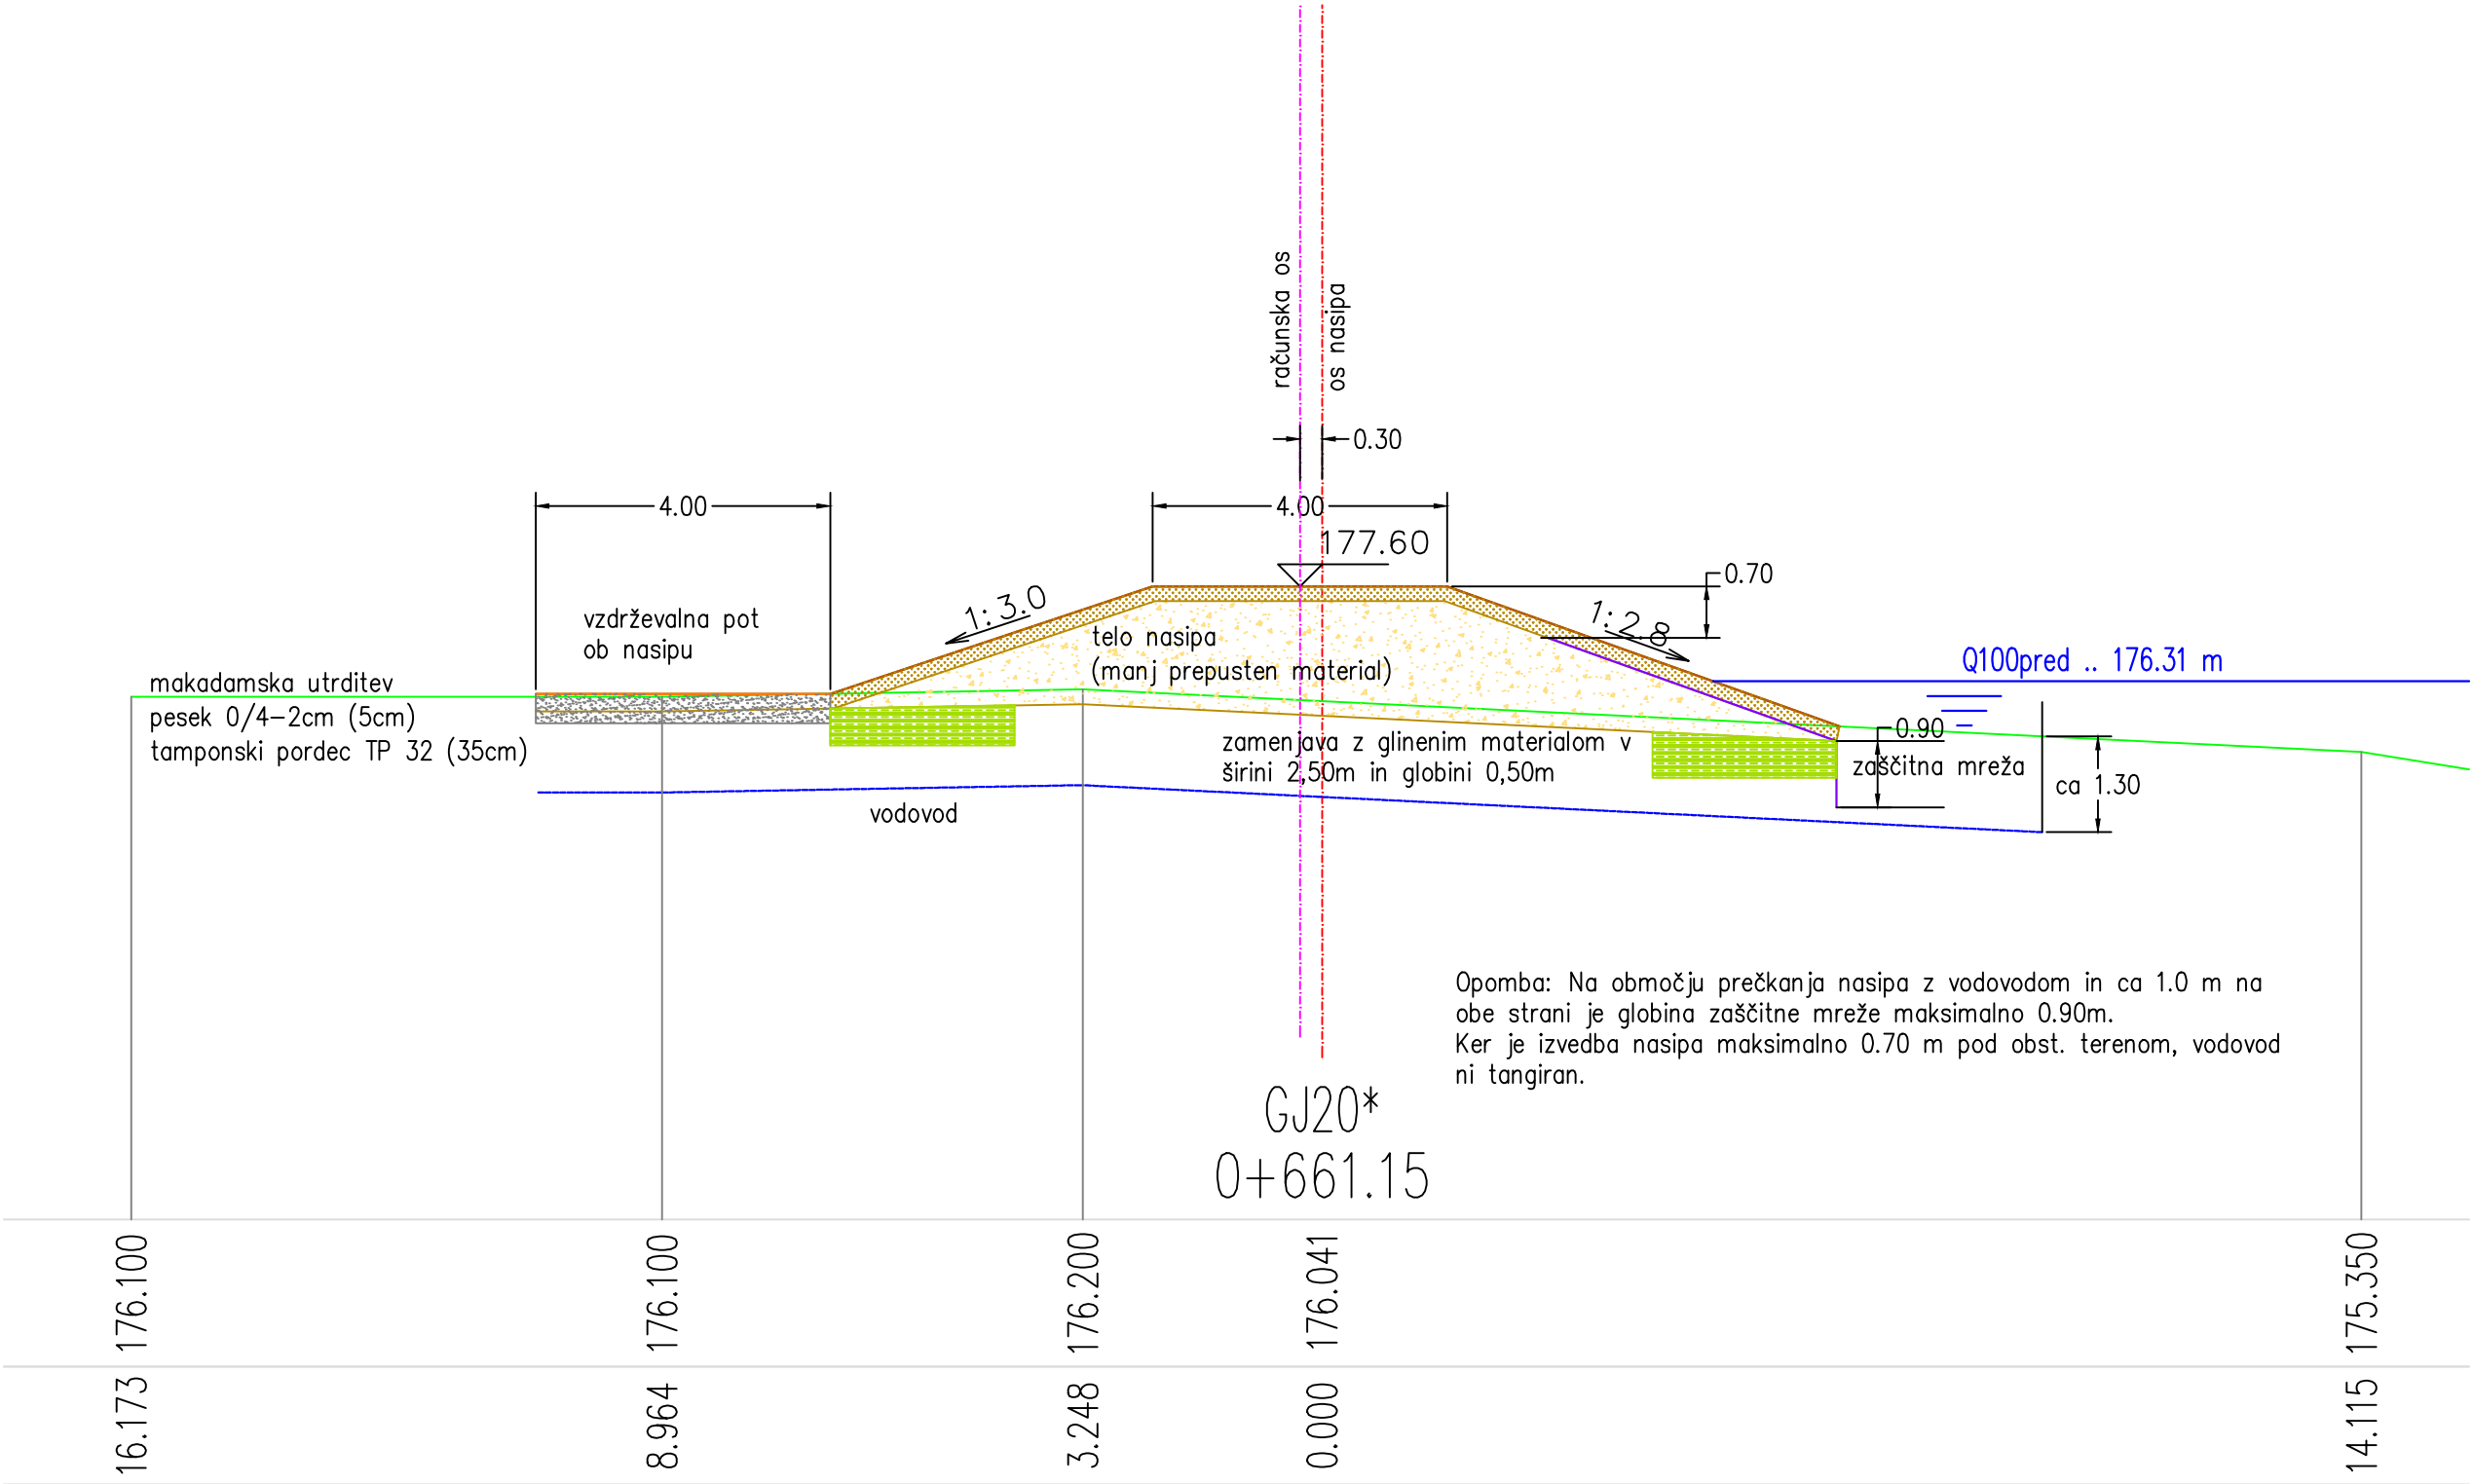 računska os
os nasipa
0.30
4.00
4.00
177.60
0.70
1:3.0
1:2.8
vzdrževalna pot
ob nasipu
telo nasipa
(manj prepusten material)
Q100pred .. 176.31 m
makadamska utrditev
pesek 0/4-2cm (5cm)
tamponski pordec TP 32 (35cm)
zamenjava z glinenim materialom v
širini 2,50m in globini 0,50m
0.90
zaščitna mreža
ca 1.30
vodovod
Opomba: Na območju prečkanja nasipa z vodovodom in ca 1.0 m na
obe strani je globina zaščitne mreže maksimalno 0.90m.
Ker je izvedba nasipa maksimalno 0.70 m pod obst. terenom, vodovod
ni tangiran.
GJ20*
0+661.15
176.100
176.100
176.200
176.041
175.350
16.173
8.964
3.248
0.000
14.115